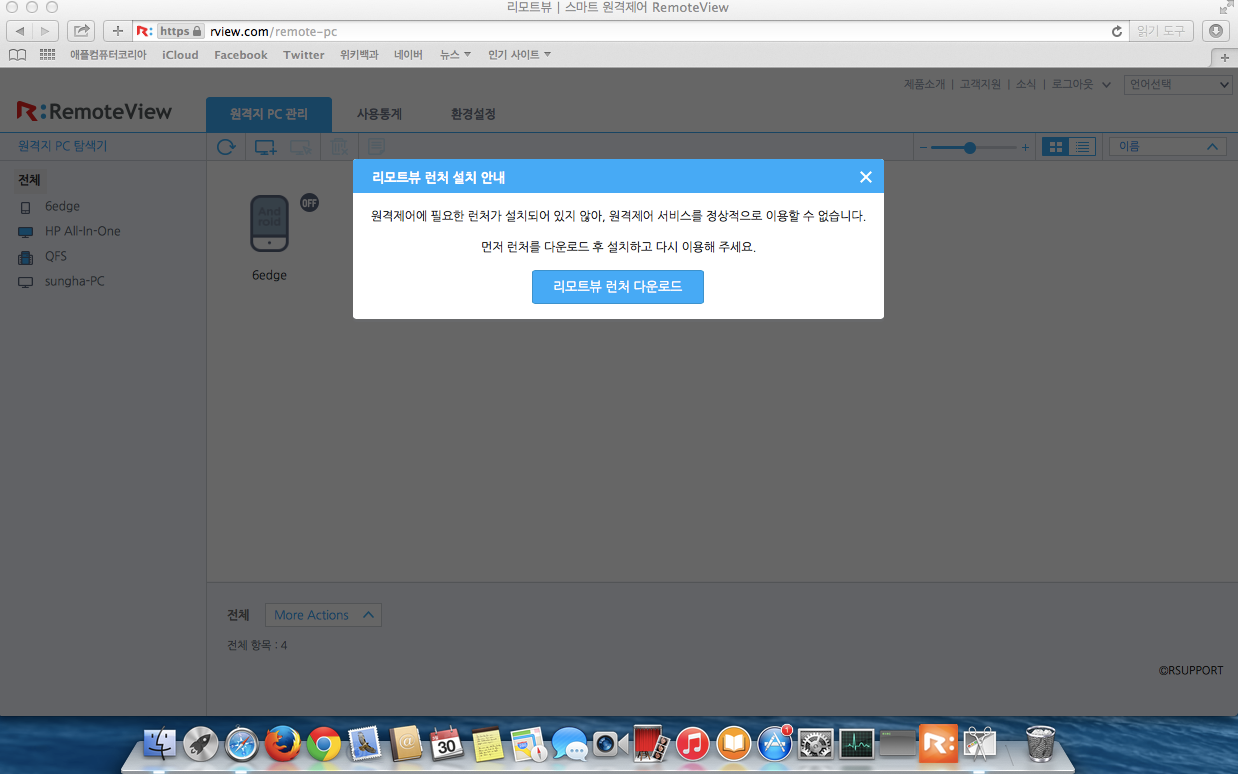 리모트뷰 | 스마트 원격제어 RemoteView
R: https rview.com/remote-pc 읽기 도구
애플컴퓨터코리아 iCloud Facebook Twitter 위키백과 네이버 뉴스 인기 사이트
제품소개 | 고객지원 | 소식 | 로그아웃 언어선택
R:RemoteView 원격지 PC 관리 사용통계 환경설정
원격지 PC 탐색기 이름
전체
6edge
HP All-In-One
QFS
sungha-PC
And
roid
OFF
6edge
리모트뷰 런처 설치 안내
원격제어에 필요한 런처가 설치되어 있지 않아, 원격제어 서비스를 정상적으로 이용할 수 없습니다.
먼저 런처를 다운로드 후 설치하고 다시 이용해 주세요.
리모트뷰 런처 다운로드
전체 More Actions
전체 항목 : 4
©RSUPPORT
30
1
R: